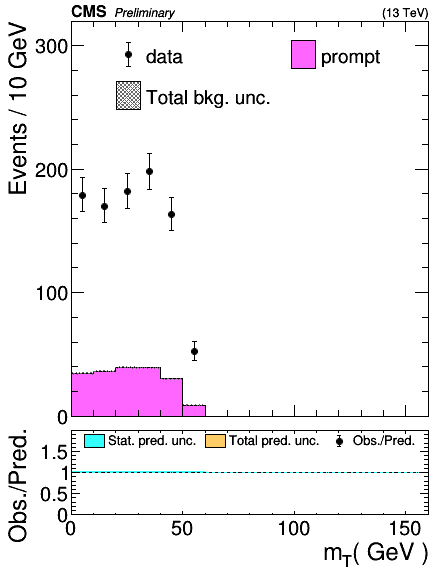 CMS Preliminary (13 TeV)
Events / 10 GeV
300
200
100
0
data
prompt
Total bkg. unc.
Obs./Pred.
2
1.5
1
0.5
0
Stat. pred. unc. Total pred. unc. Obs./Pred.
0 50 100 150
m_T( GeV )